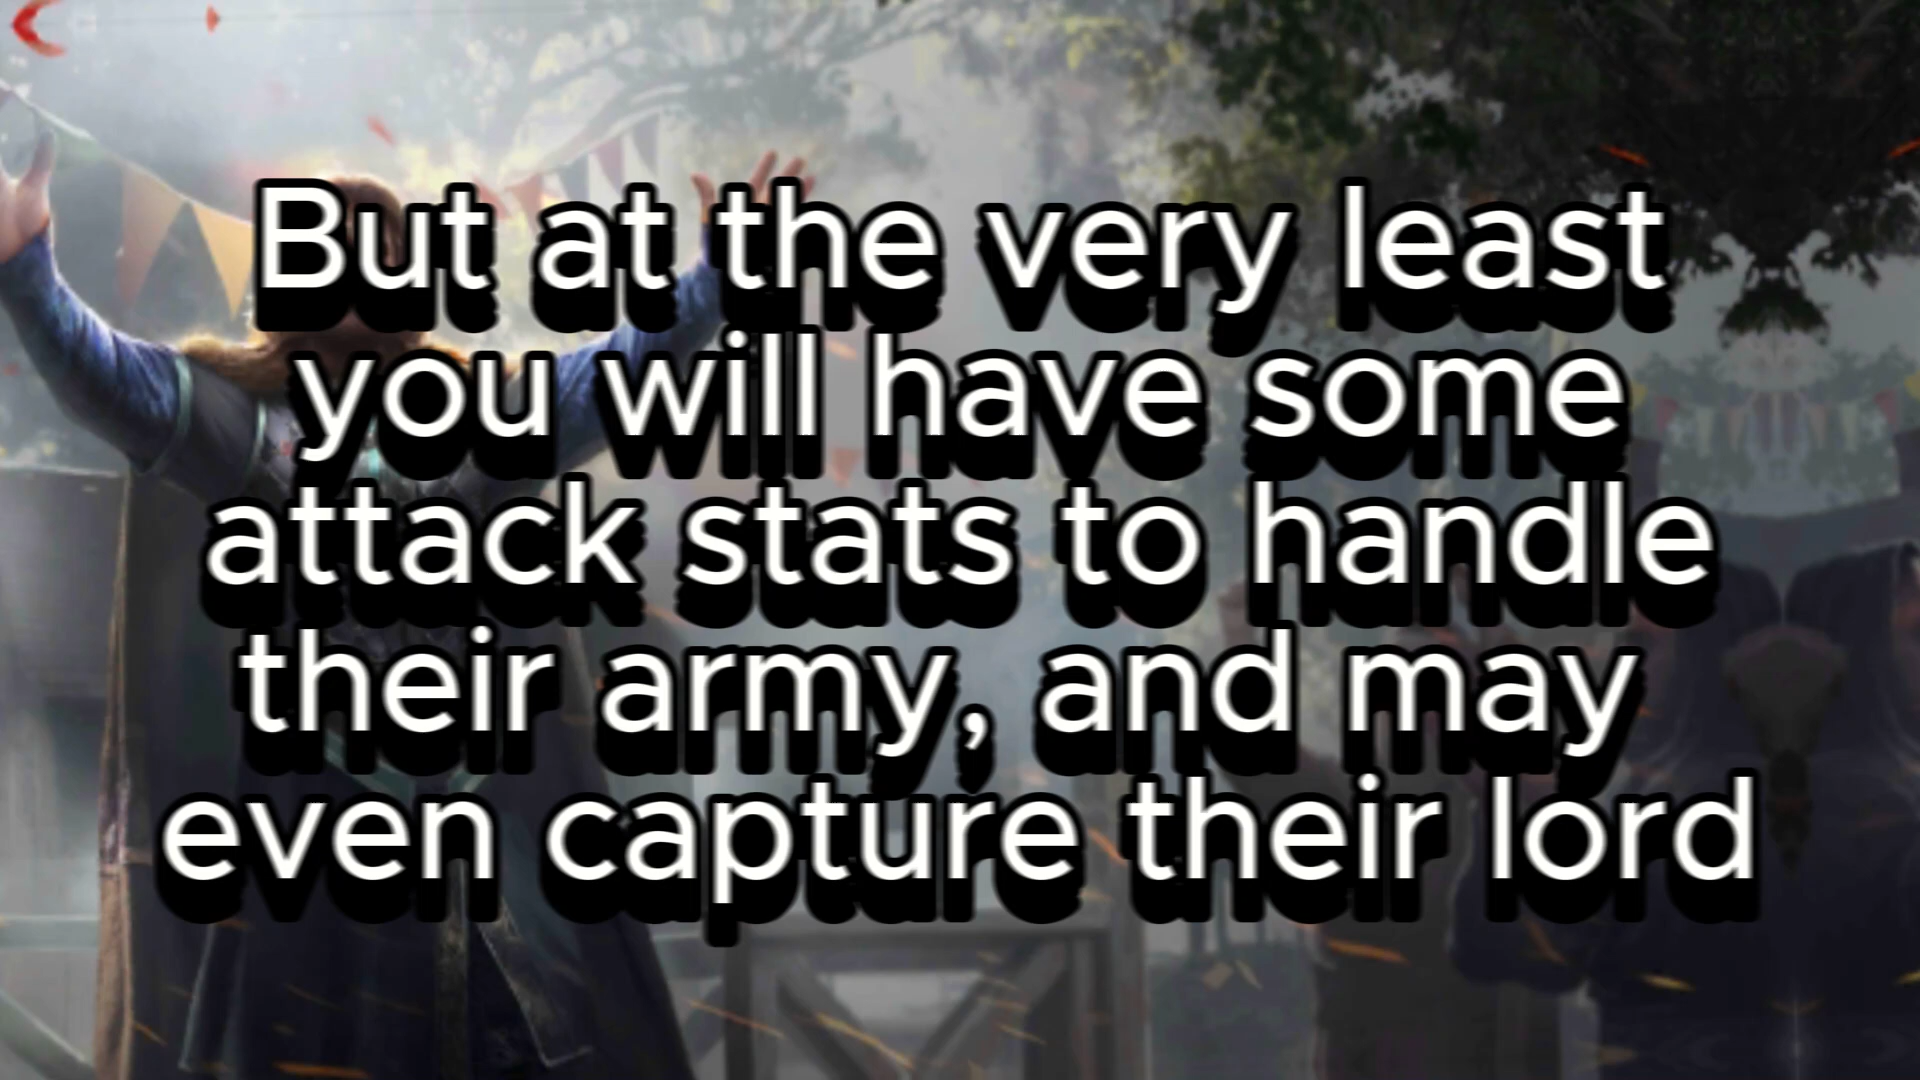 But at the very least
you will have some
attack stats to handle
their army, and may
even capture their lord